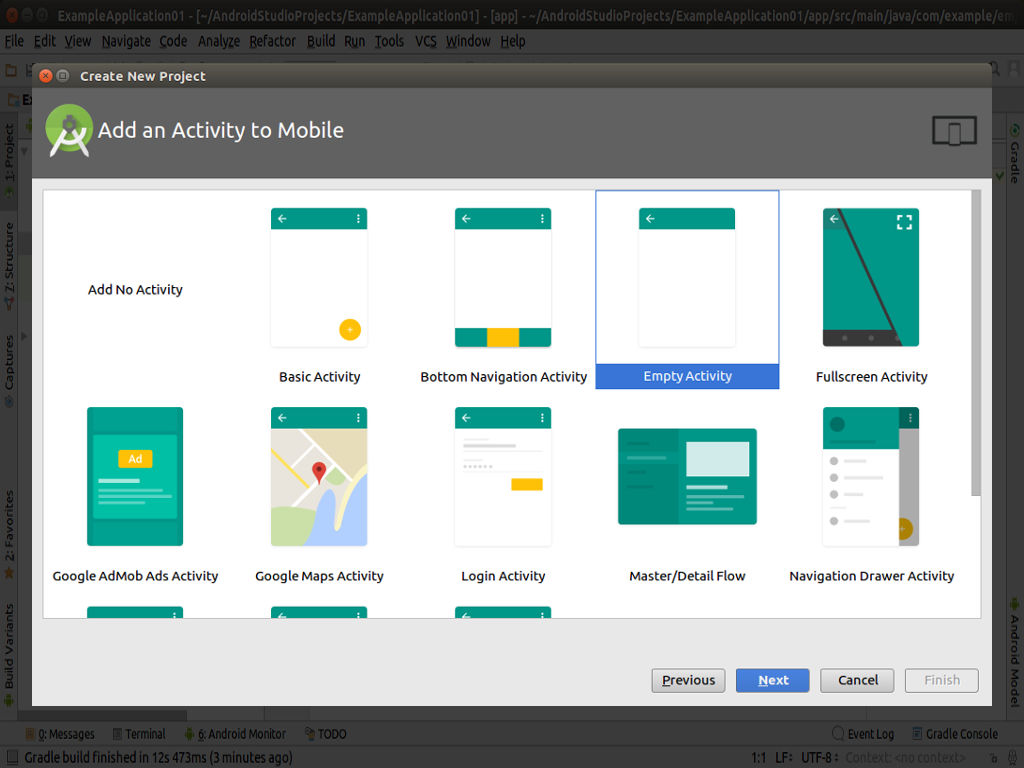 ExampleApplication01 - [~/AndroidStudioProjects/ExampleApplication01] - [app] - ~/AndroidStudioProjects/ExampleApplication01/app/src/main/java/com/example/em
File Edit View Navigate Code Analyze Refactor Build Run Tools VCS Window Help
Create New Project
Add an Activity to Mobile
1: Project
Z: Structure
Captures
2: Favorites
Build Variants
Gradle
Android Model
Add No Activity
Basic Activity
Bottom Navigation Activity
Empty Activity
Fullscreen Activity
Ad
Google AdMob Ads Activity
Google Maps Activity
Login Activity
Master/Detail Flow
Navigation Drawer Activity
Previous Next Cancel Finish
0: Messages Terminal 6: Android Monitor TODO Event Log Gradle Console
Gradle build finished in 12s 473ms (3 minutes ago) 1:1 LF: UTF-8: Context: <no context>